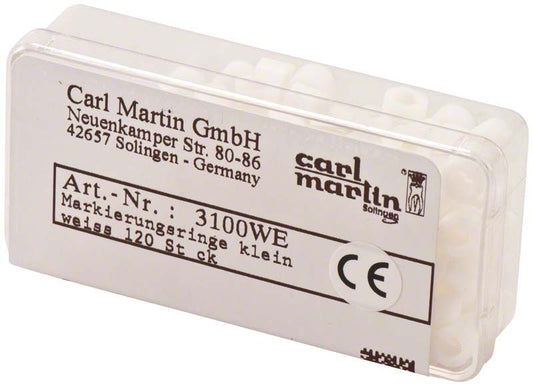 Carl Martin GmbH
Neuenkamper Str. 80-86
42657 Solingen - Germany
carl
martin
Solingen
Art.-Nr.: 3100WE
Markierungsringe klein
weiss 120 St ck
CE